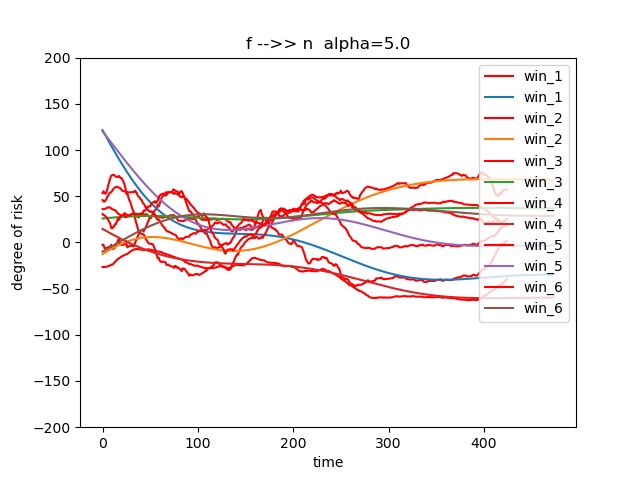 f -->> n  alpha=5.0
degree of risk
200
150
100
50
0
−50
−100
−150
−200
win_1
win_1
win_2
win_2
win_3
win_3
win_4
win_4
win_5
win_5
win_6
win_6
0 100 200 300 400
time